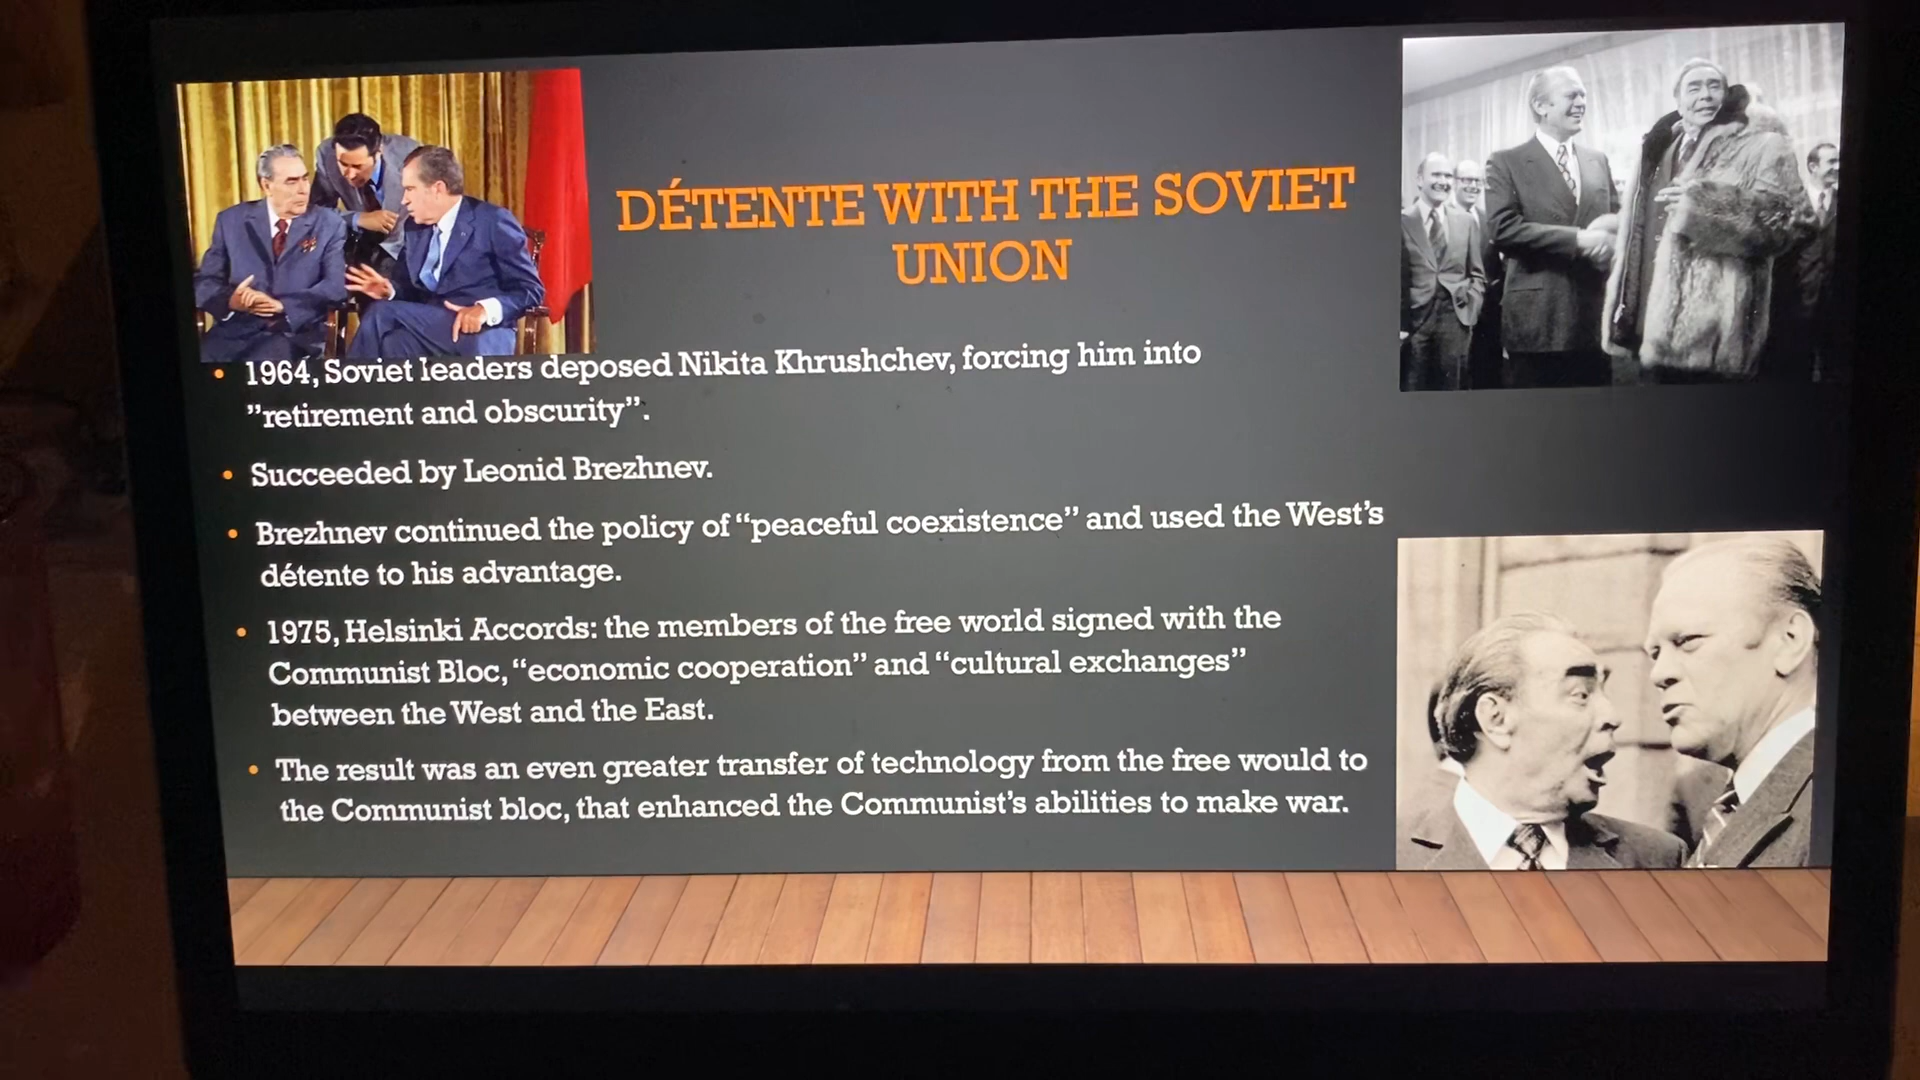 DÉTENTE WITH THE SOVIET
UNION
• 1964, Soviet leaders deposed Nikita Khrushchev, forcing him into
”retirement and obscurity”.
• Succeeded by Leonid Brezhnev.
• Brezhnev continued the policy of “peaceful coexistence” and used the West’s
détente to his advantage.
• 1975, Helsinki Accords: the members of the free world signed with the
Communist Bloc, “economic cooperation” and “cultural exchanges”
between the West and the East.
• The result was an even greater transfer of technology from the free would to
the Communist bloc, that enhanced the Communist’s abilities to make war.